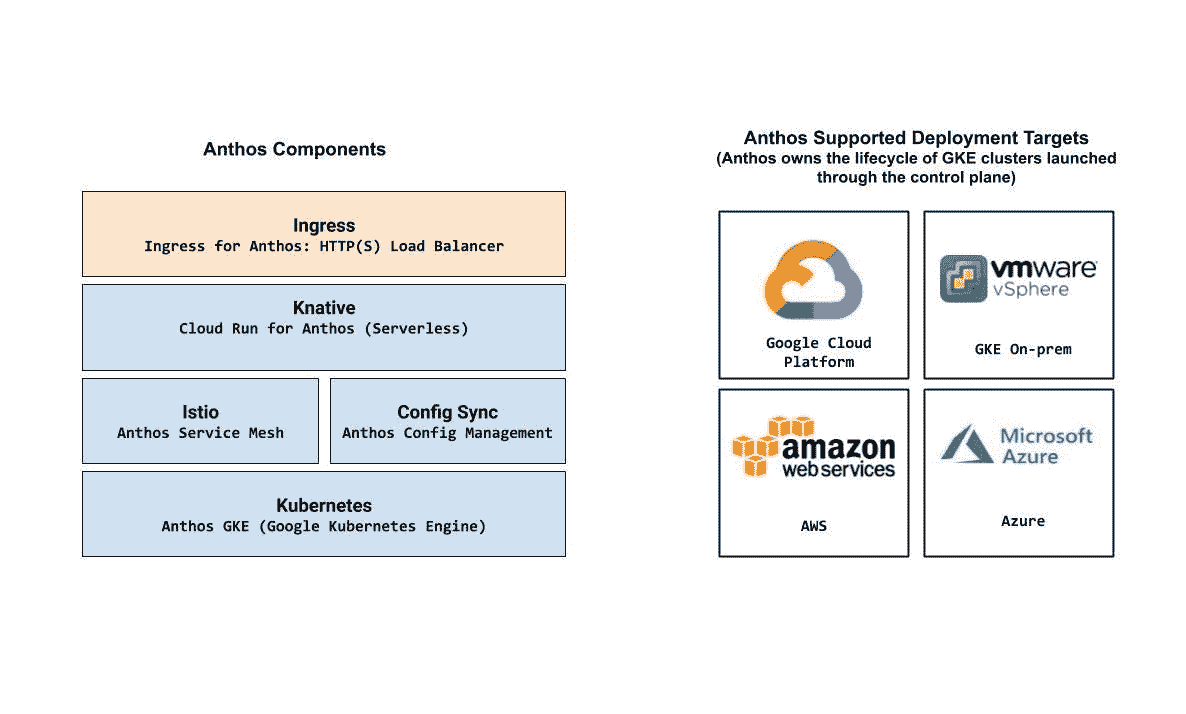 Anthos Components
Ingress
Ingress for Anthos: HTTP(S) Load Balancer
Knative
Cloud Run for Anthos (Serverless)
Istio
Anthos Service Mesh
Config Sync
Anthos Config Management
Kubernetes
Anthos GKE (Google Kubernetes Engine)
Anthos Supported Deployment Targets
(Anthos owns the lifecycle of GKE clusters launched
through the control plane)
Google Cloud
Platform
vmware
vSphere
GKE On-prem
amazon
web services
AWS
Microsoft
Azure
Azure